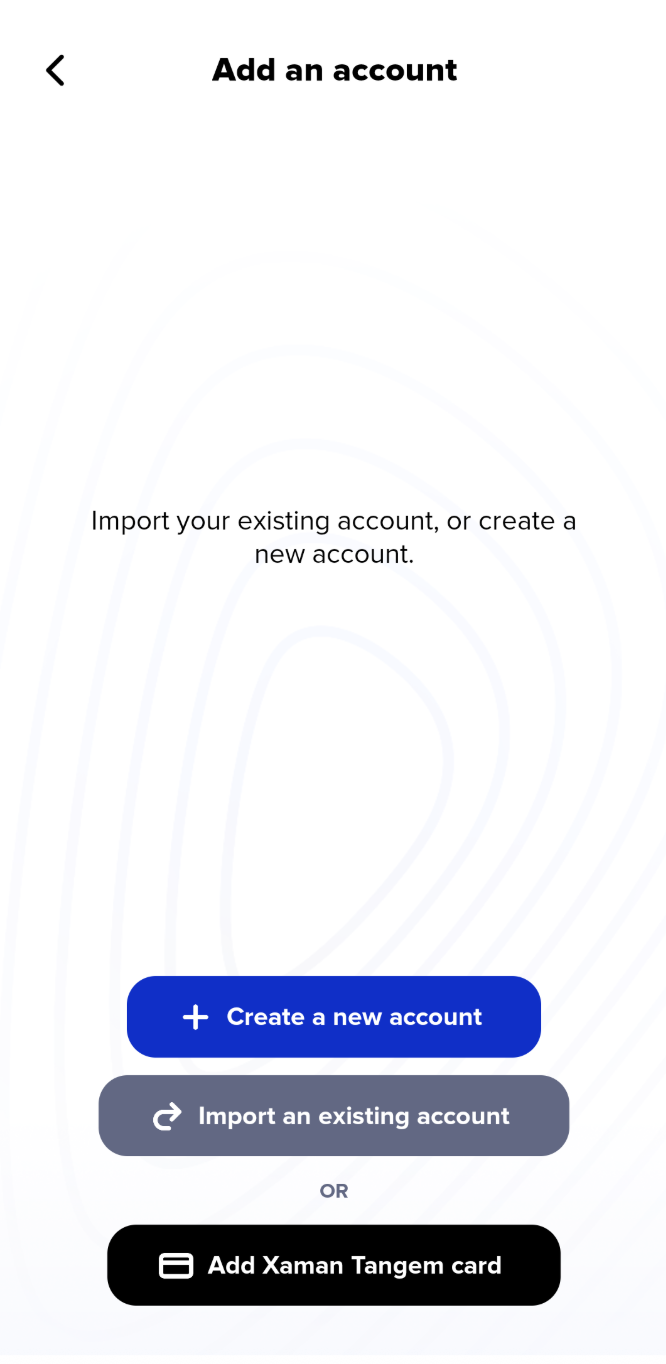 Add an account
Import your existing account, or create a
new account.
Create a new account
Import an existing account
OR
Add Xaman Tangem card